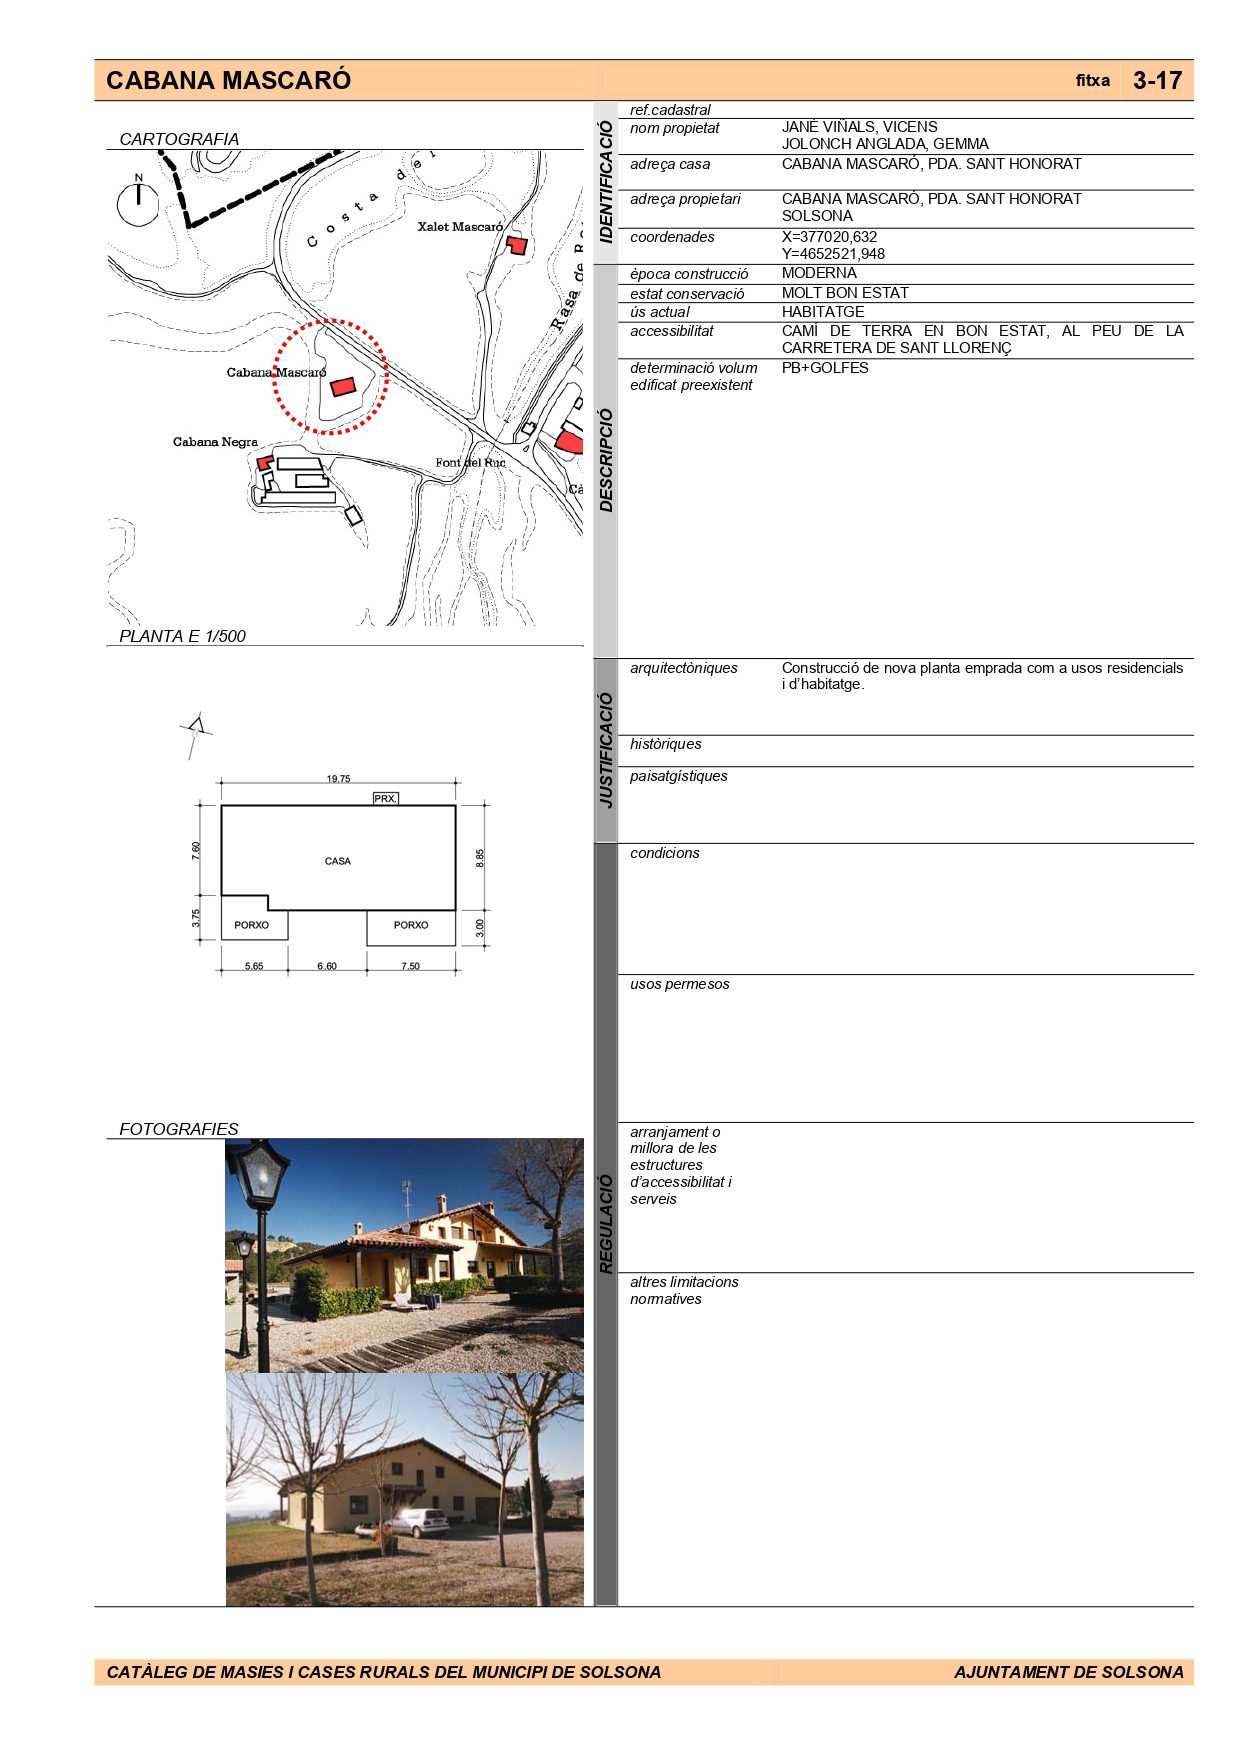 CABANA MASCARÓ
fitxa 3-17
CARTOGRAFIA
N
Costa del
Xalet Mascaró
Rasa de R
Cabana Mascaró
Cabana Negra
Font del Ruc
Cà
PLANTA E 1/500
19.75
PRX.
7.60
CASA
8.85
3.75
PORXO
PORXO
3.00
5.65
6.60
7.50
FOTOGRAFIES
IDENTIFICACIÓ
ref.cadastral
nom propietat JANÉ VIÑALS, VICENS
JOLONCH ANGLADA, GEMMA
adreça casa CABANA MASCARÓ, PDA. SANT HONORAT
adreça propietari CABANA MASCARÓ, PDA. SANT HONORAT
SOLSONA
coordenades X=377020,632
Y=4652521,948
DESCRIPCIÓ
època construcció MODERNA
estat conservació MOLT BON ESTAT
ús actual HABITATGE
accessibilitat CAMÍ DE TERRA EN BON ESTAT, AL PEU DE LA
CARRETERA DE SANT LLORENÇ
determinació volum PB+GOLFES
edificat preexistent
JUSTIFICACIÓ
arquitectòniques Construcció de nova planta emprada com a usos residencials
i d’habitatge.
històriques
paisatgístiques
REGULACIÓ
condicions
usos permesos
arranjament o
millora de les
estructures
d’accessibilitat i
serveis
altres limitacions
normatives
CATÀLEG DE MASIES I CASES RURALS DEL MUNICIPI DE SOLSONA
AJUNTAMENT DE SOLSONA